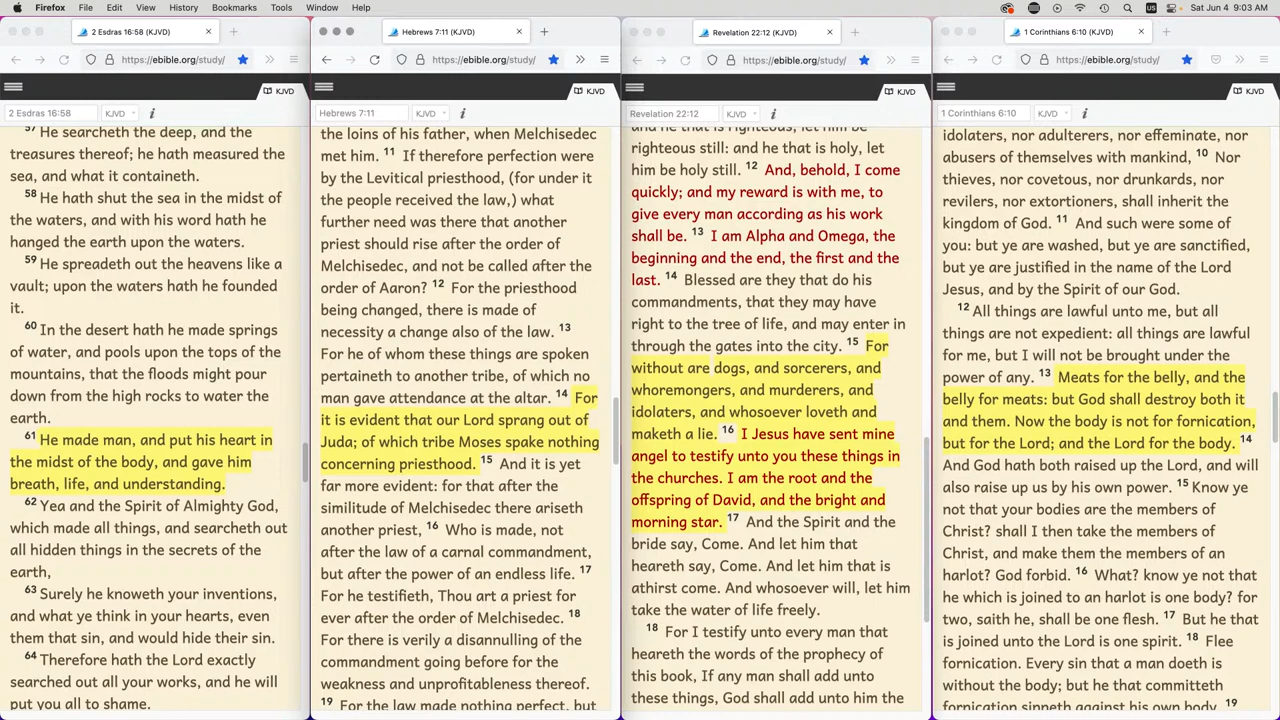 Firefox File Edit View History Bookmarks Tools Window Help Sat Jun 4 9:03 AM
2 Esdras 16:58 (KJVD)
https://ebible.org/study/
KJVD
2 Esdras 16:58 KJVD i
57 He searcheth the deep, and the
treasures thereof; he hath measured the
sea, and what it containeth.
58 He hath shut the sea in the midst of
the waters, and with his word hath he
hanged the earth upon the waters.
59 He spreadeth out the heavens like a
vault; upon the waters hath he founded
it.
60 In the desert hath he made springs
of water, and pools upon the tops of the
mountains, that the floods might pour
down from the high rocks to water the
earth.
61 He made man, and put his heart in
the midst of the body, and gave him
breath, life, and understanding.
62 Yea and the Spirit of Almighty God,
which made all things, and searcheth out
all hidden things in the secrets of the
earth,
63 Surely he knoweth your inventions,
and what ye think in your hearts, even
them that sin, and would hide their sin.
64 Therefore hath the Lord exactly
searched out all your works, and he will
put you all to shame.
Hebrews 7:11 (KJVD)
https://ebible.org/study/
KJVD
Hebrews 7:11 KJVD i
the loins of his father, when Melchisedec
met him. 11 If therefore perfection were
by the Levitical priesthood, (for under it
the people received the law,) what
further need was there that another
priest should rise after the order of
Melchisedec, and not be called after the
order of Aaron? 12 For the priesthood
being changed, there is made of
necessity a change also of the law. 13
For he of whom these things are spoken
pertaineth to another tribe, of which no
man gave attendance at the altar. 14 For
it is evident that our Lord sprang out of
Juda; of which tribe Moses spake nothing
concerning priesthood. 15 And it is yet
far more evident: for that after the
similitude of Melchisedec there ariseth
another priest, 16 Who is made, not
after the law of a carnal commandment,
but after the power of an endless life. 17
For he testifieth, Thou art a priest for
ever after the order of Melchisedec. 18
For there is verily a disannulling of the
commandment going before for the
weakness and unprofitableness thereof.
19 For the law made nothing perfect, but
Revelation 22:12 (KJVD)
https://ebible.org/study/
KJVD
Revelation 22:12 KJVD i
and he that is righteous, let him be
righteous still: and he that is holy, let
him be holy still. 12 And, behold, I come
quickly; and my reward is with me, to
give every man according as his work
shall be. 13 I am Alpha and Omega, the
beginning and the end, the first and the
last. 14 Blessed are they that do his
commandments, that they may have
right to the tree of life, and may enter in
through the gates into the city. 15 For
without are dogs, and sorcerers, and
whoremongers, and murderers, and
idolaters, and whosoever loveth and
maketh a lie. 16 I Jesus have sent mine
angel to testify unto you these things in
the churches. I am the root and the
offspring of David, and the bright and
morning star. 17 And the Spirit and the
bride say, Come. And let him that
heareth say, Come. And let him that is
athirst come. And whosoever will, let him
take the water of life freely.
18 For I testify unto every man that
heareth the words of the prophecy of
this book, If any man shall add unto
these things, God shall add unto him the
1 Corinthians 6:10 (KJVD)
https://ebible.org/study/
KJVD
1 Corinthians 6:10 KJVD i
idolaters, nor adulterers, nor effeminate, nor
abusers of themselves with mankind, 10 Nor
thieves, nor covetous, nor drunkards, nor
revilers, nor extortioners, shall inherit the
kingdom of God. 11 And such were some of
you: but ye are washed, but ye are sanctified,
but ye are justified in the name of the Lord
Jesus, and by the Spirit of our God.
12 All things are lawful unto me, but all
things are not expedient: all things are lawful
for me, but I will not be brought under the
power of any. 13 Meats for the belly, and the
belly for meats: but God shall destroy both it
and them. Now the body is not for fornication,
but for the Lord; and the Lord for the body. 14
And God hath both raised up the Lord, and will
also raise up us by his own power. 15 Know ye
not that your bodies are the members of
Christ? shall I then take the members of
Christ, and make them the members of an
harlot? God forbid. 16 What? know ye not that
he which is joined to an harlot is one body? for
two, saith he, shall be one flesh. 17 But he that
is joined unto the Lord is one spirit. 18 Flee
fornication. Every sin that a man doeth is
without the body; but he that committeth
fornication sinneth against his own body. 19